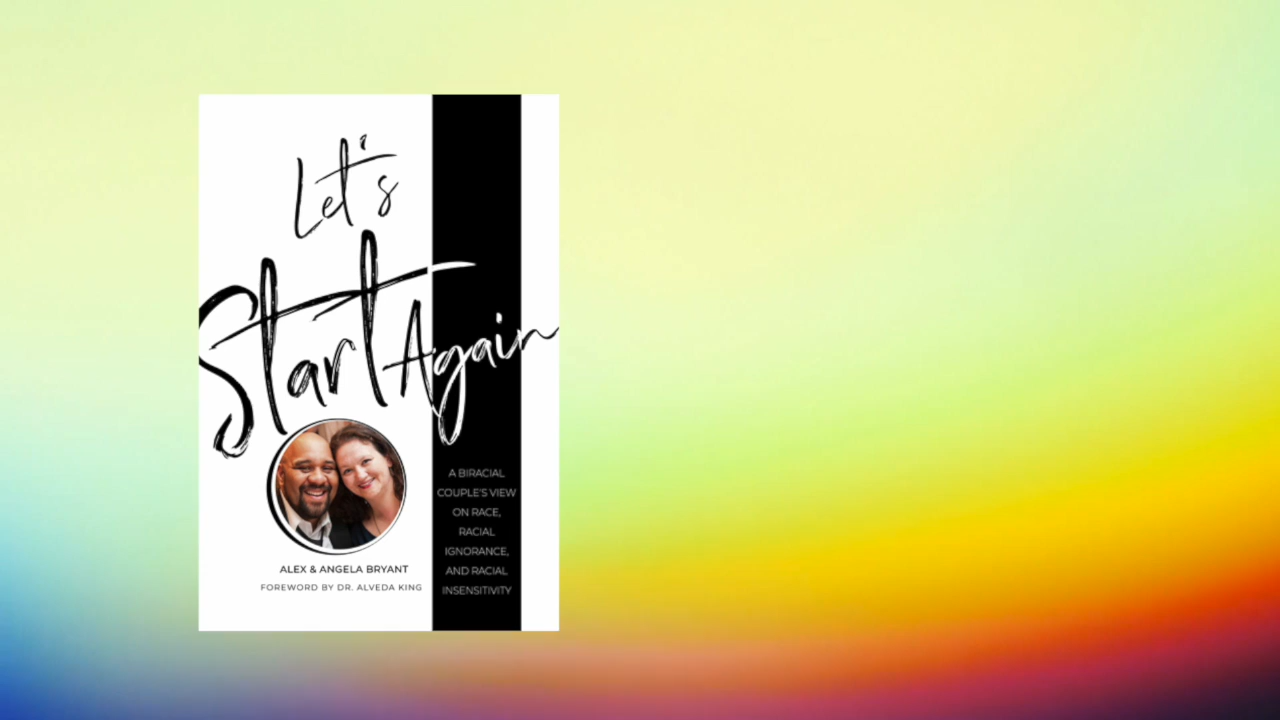 Let's
Start Again
ALEX & ANGELA BRYANT
FOREWORD BY DR. ALVEDA KING
A BIRACIAL
COUPLE'S VIEW
ON RACE,
RACIAL
IGNORANCE,
AND RACIAL
INSENSITIVITY